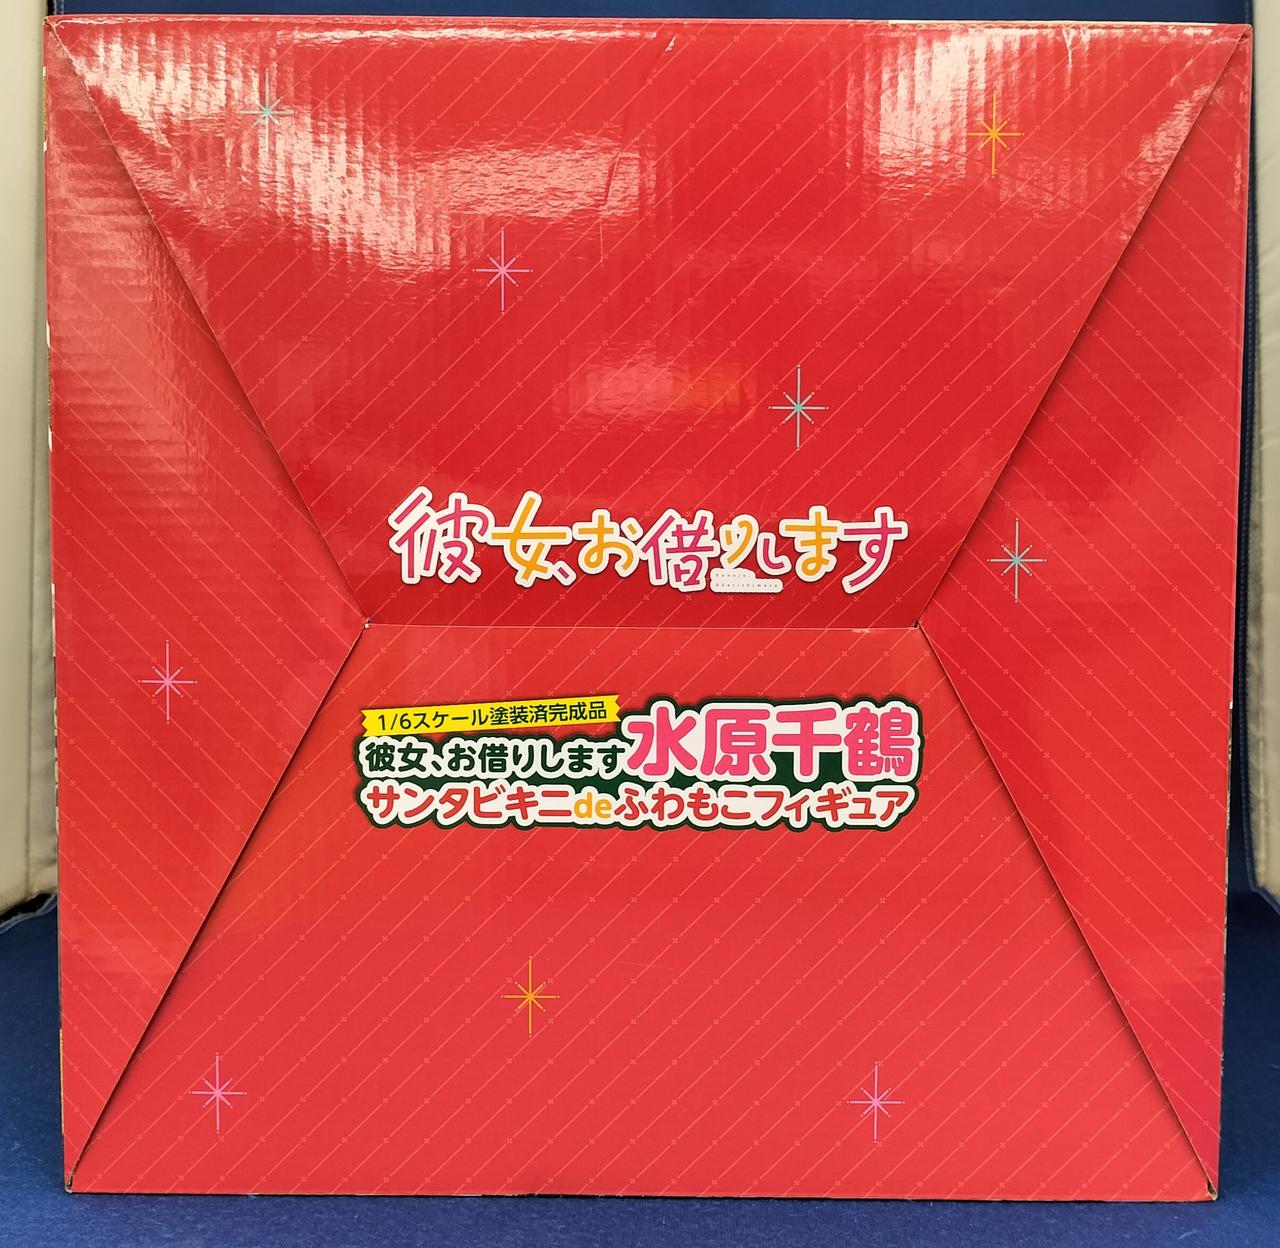 彼女、お借りします
Kanojo,
Okarishimasu
1/6スケール塗装済完成品
彼女、お借りします 水原千鶴
サンタビキニdeふわもこフィギュア